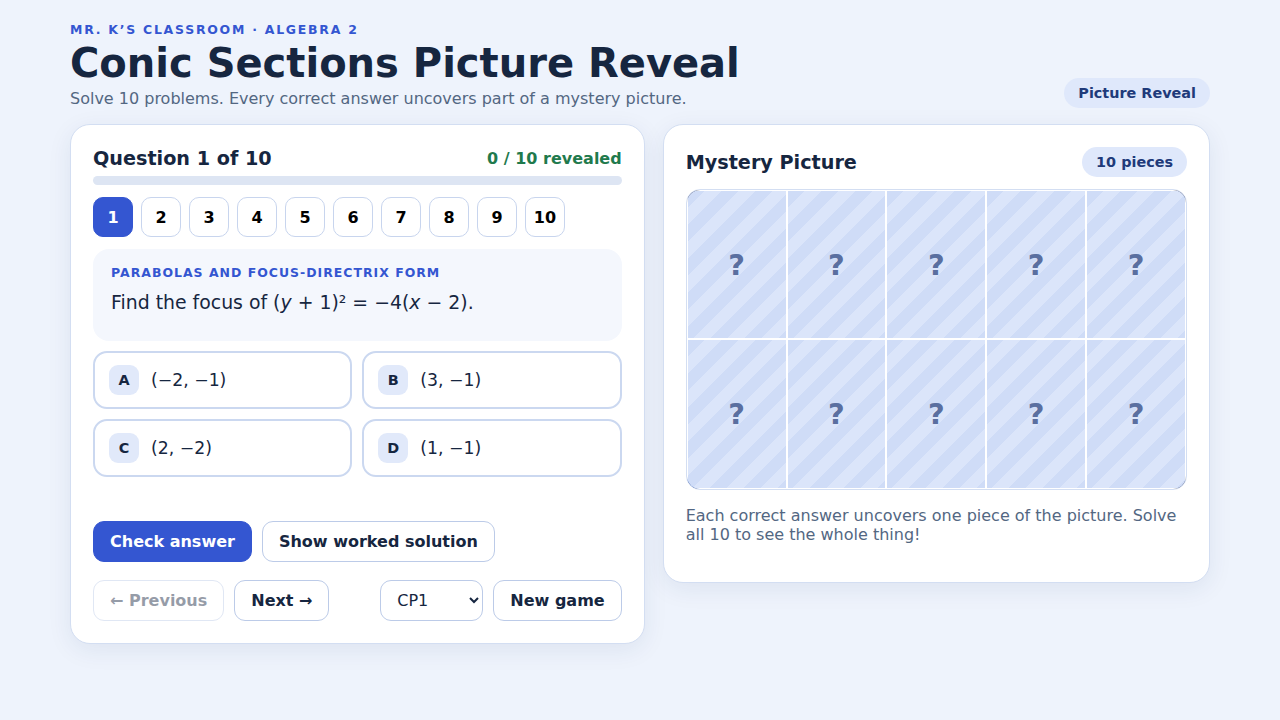 MR. K’S CLASSROOM · ALGEBRA 2
Conic Sections Picture Reveal
Solve 10 problems. Every correct answer uncovers part of a mystery picture.
Picture Reveal
Question 1 of 10
0 / 10 revealed
1 2 3 4 5 6 7 8 9 10
PARABOLAS AND FOCUS-DIRECTRIX FORM
Find the focus of (y + 1)² = −4(x − 2).
A (−2, −1)
B (3, −1)
C (2, −2)
D (1, −1)
Check answer
Show worked solution
← Previous
Next →
CP1
New game
Mystery Picture
10 pieces
? ? ? ? ?
? ? ? ? ?
Each correct answer uncovers one piece of the picture. Solve
all 10 to see the whole thing!